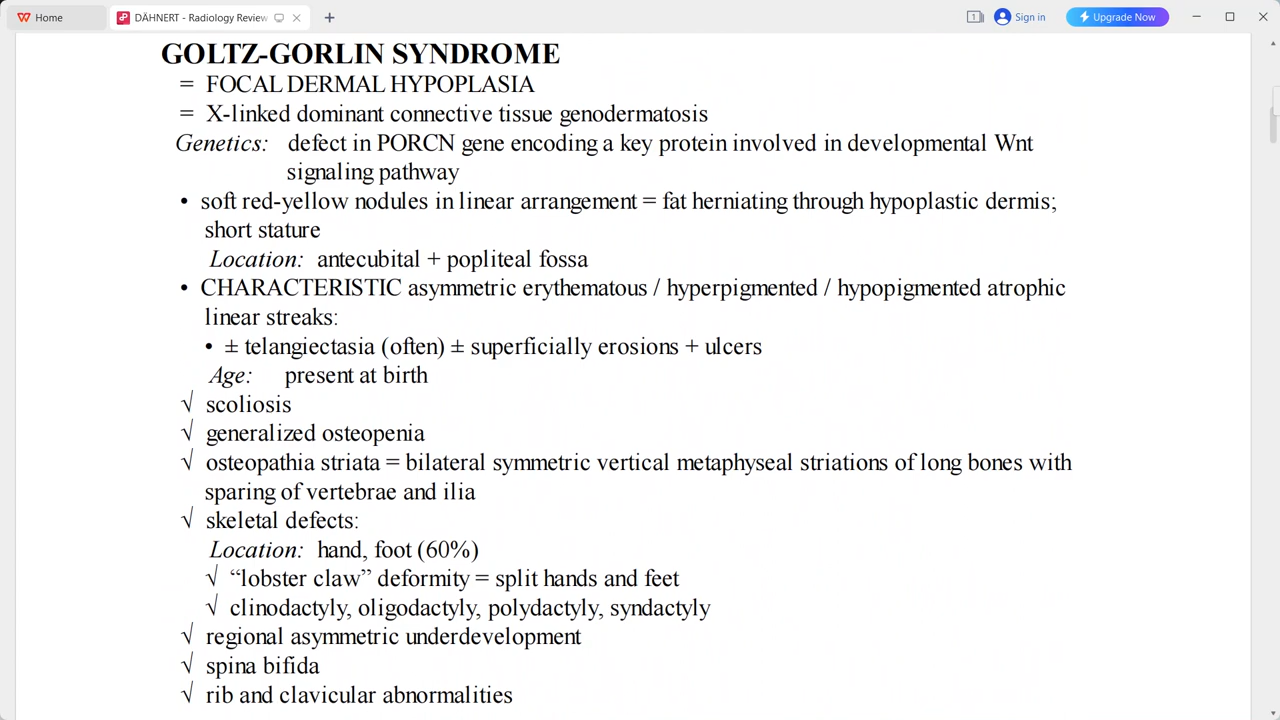 Home
DÄHNERT - Radiology Review
1
Sign in
Upgrade Now
GOLTZ-GORLIN SYNDROME
= FOCAL DERMAL HYPOPLASIA
= X-linked dominant connective tissue genodermatosis
Genetics: defect in PORCN gene encoding a key protein involved in developmental Wnt
signaling pathway
• soft red-yellow nodules in linear arrangement = fat herniating through hypoplastic dermis;
short stature
Location: antecubital + popliteal fossa
• CHARACTERISTIC asymmetric erythematous / hyperpigmented / hypopigmented atrophic
linear streaks:
• ± telangiectasia (often) ± superficially erosions + ulcers
Age: present at birth
√ scoliosis
√ generalized osteopenia
√ osteopathia striata = bilateral symmetric vertical metaphyseal striations of long bones with
sparing of vertebrae and ilia
√ skeletal defects:
Location: hand, foot (60%)
√ “lobster claw” deformity = split hands and feet
√ clinodactyly, oligodactyly, polydactyly, syndactyly
√ regional asymmetric underdevelopment
√ spina bifida
√ rib and clavicular abnormalities